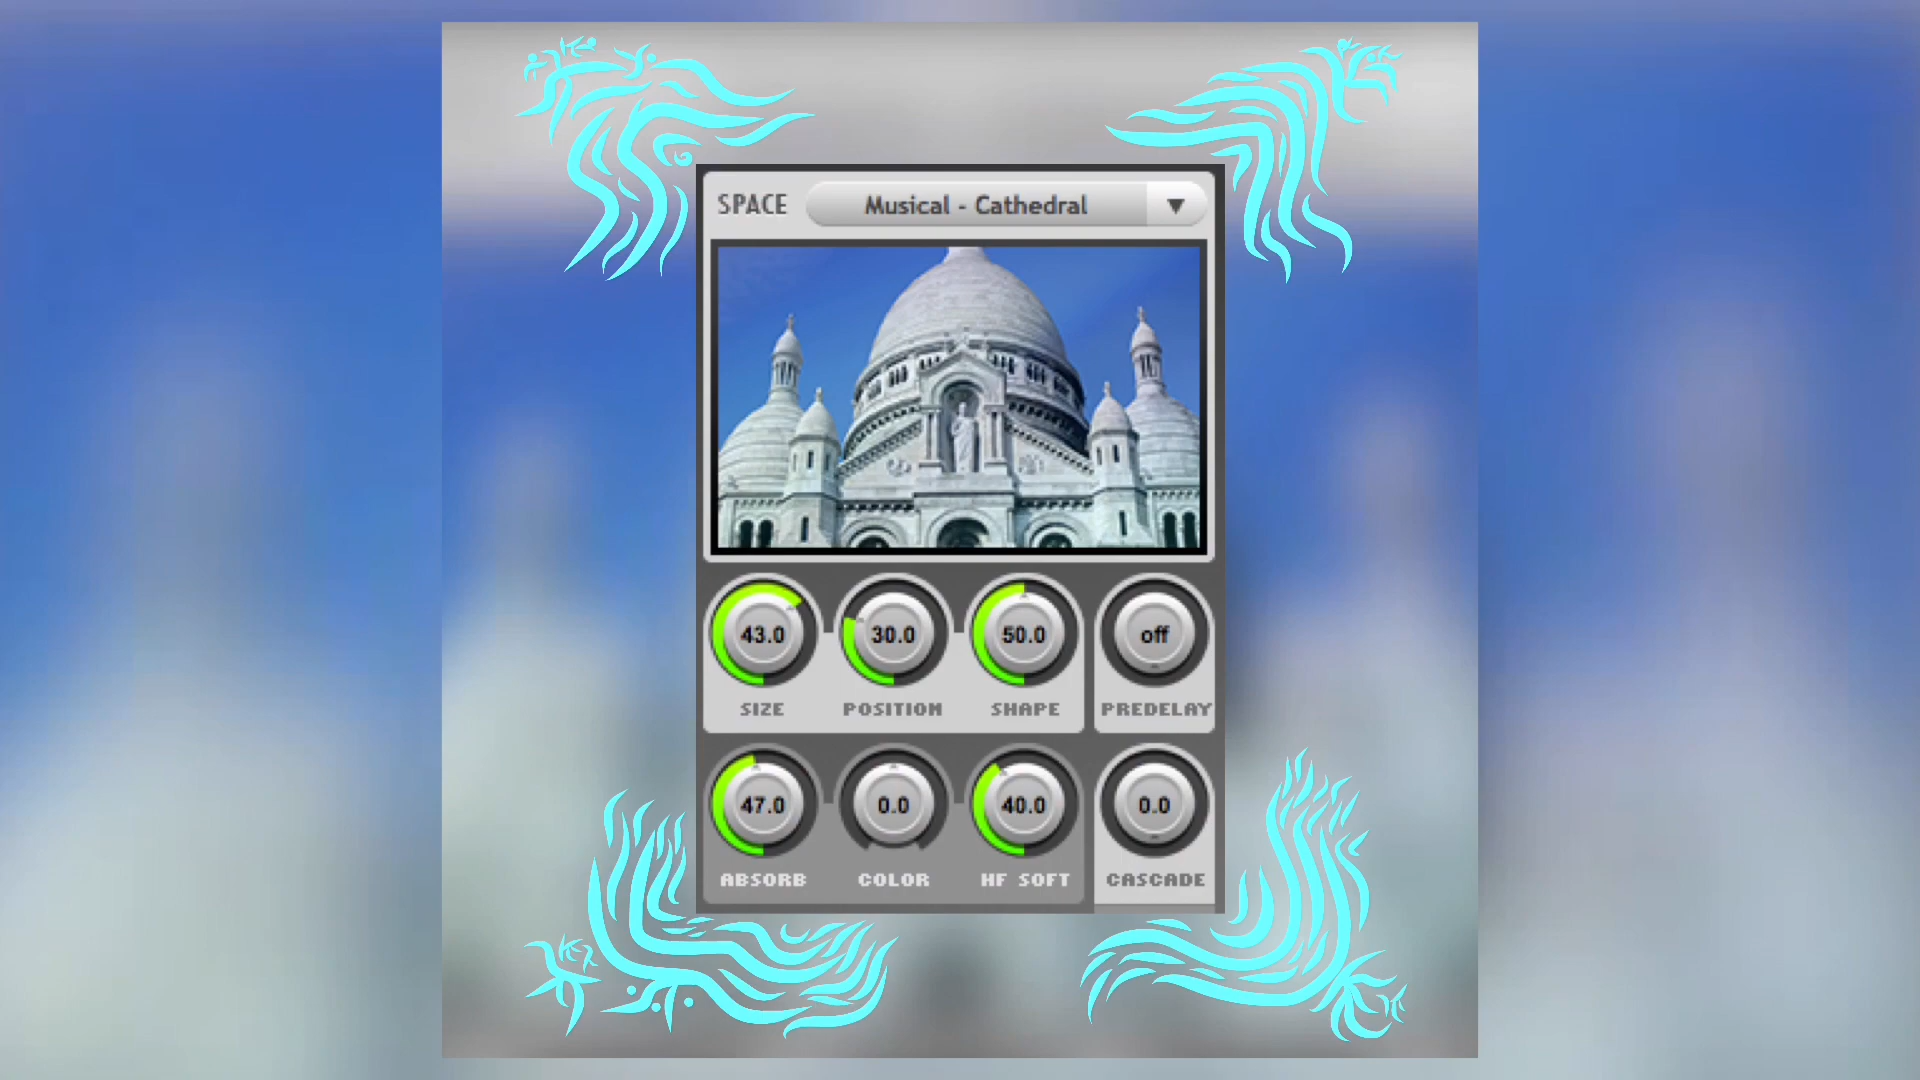 SPACE Musical - Cathedral
43.0 30.0 50.0 off
SIZE POSITION SHAPE PREDELAY
47.0 0.0 40.0 0.0
ABSORB COLOR HF SOFT CASCADE